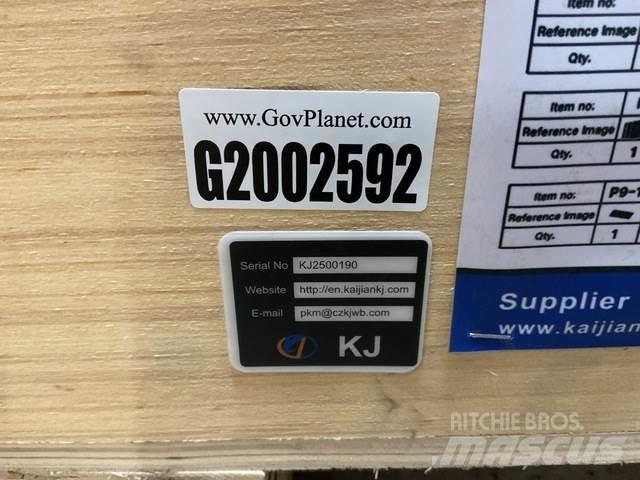 www.GovPlanet.com
G2002592
Serial No KJ2500190
Website http://en.kaijiankj.com
E-mail pkm@czkjwb.com
KJ
Item no:
Reference Image
Qty.
Item no:
Reference Image
Qty. 1
Item no: P9-1
Reference Image
Qty. 1
Supplier
www.kaijian
RITCHIE BROS.
MASCUS